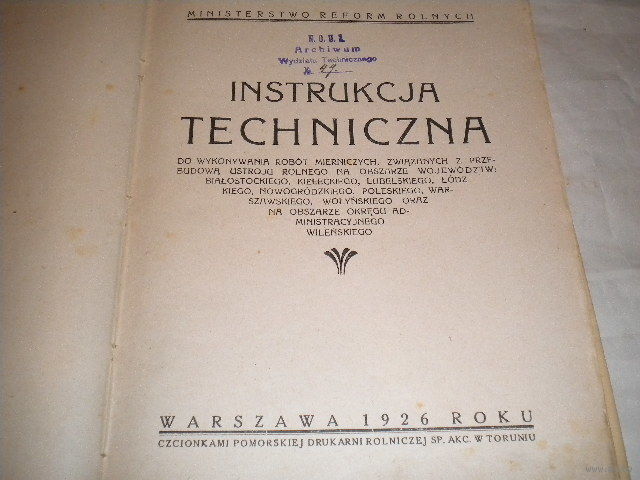 MINISTERSTWO REFORM ROLNYCH
Archiwum
Wydziału Technicznego
№ 47.
INSTRUKCJA
TECHNICZNA
DO WYKONYWANIA ROBÓT MIERNICZYCH, ZWIĄZANYCH Z PRZE-
BUDOWĄ USTROJU ROLNEGO NA OBSZARZE WOJEWÓDZTW:
BIAŁOSTOCKIEGO, KIELECKIEGO, LUBELSKIEGO, ŁÓDZ-
KIEGO, NOWOGRÓDZKIEGO, POLESKIEGO, WAR-
SZAWSKIEGO, WOŁYŃSKIEGO ORAZ
NA OBSZARZE OKRĘGU AD-
MINISTRACYJNEGO
WILEŃSKIEGO
WARSZAWA 1926 ROKU
CZCIONKAMI POMORSKIEJ DRUKARNI ROLNICZEJ SP. AKC. W TORUNIU